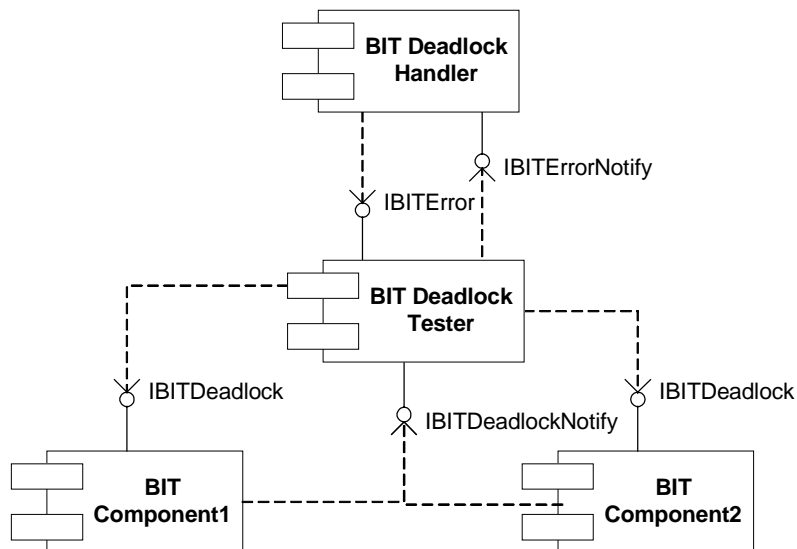 BIT Deadlock
Handler
IBITErrorNotify
IBITError
BIT Deadlock
Tester
IBITDeadlock
IBITDeadlockNotify
IBITDeadlock
BIT
Component1
BIT
Component2